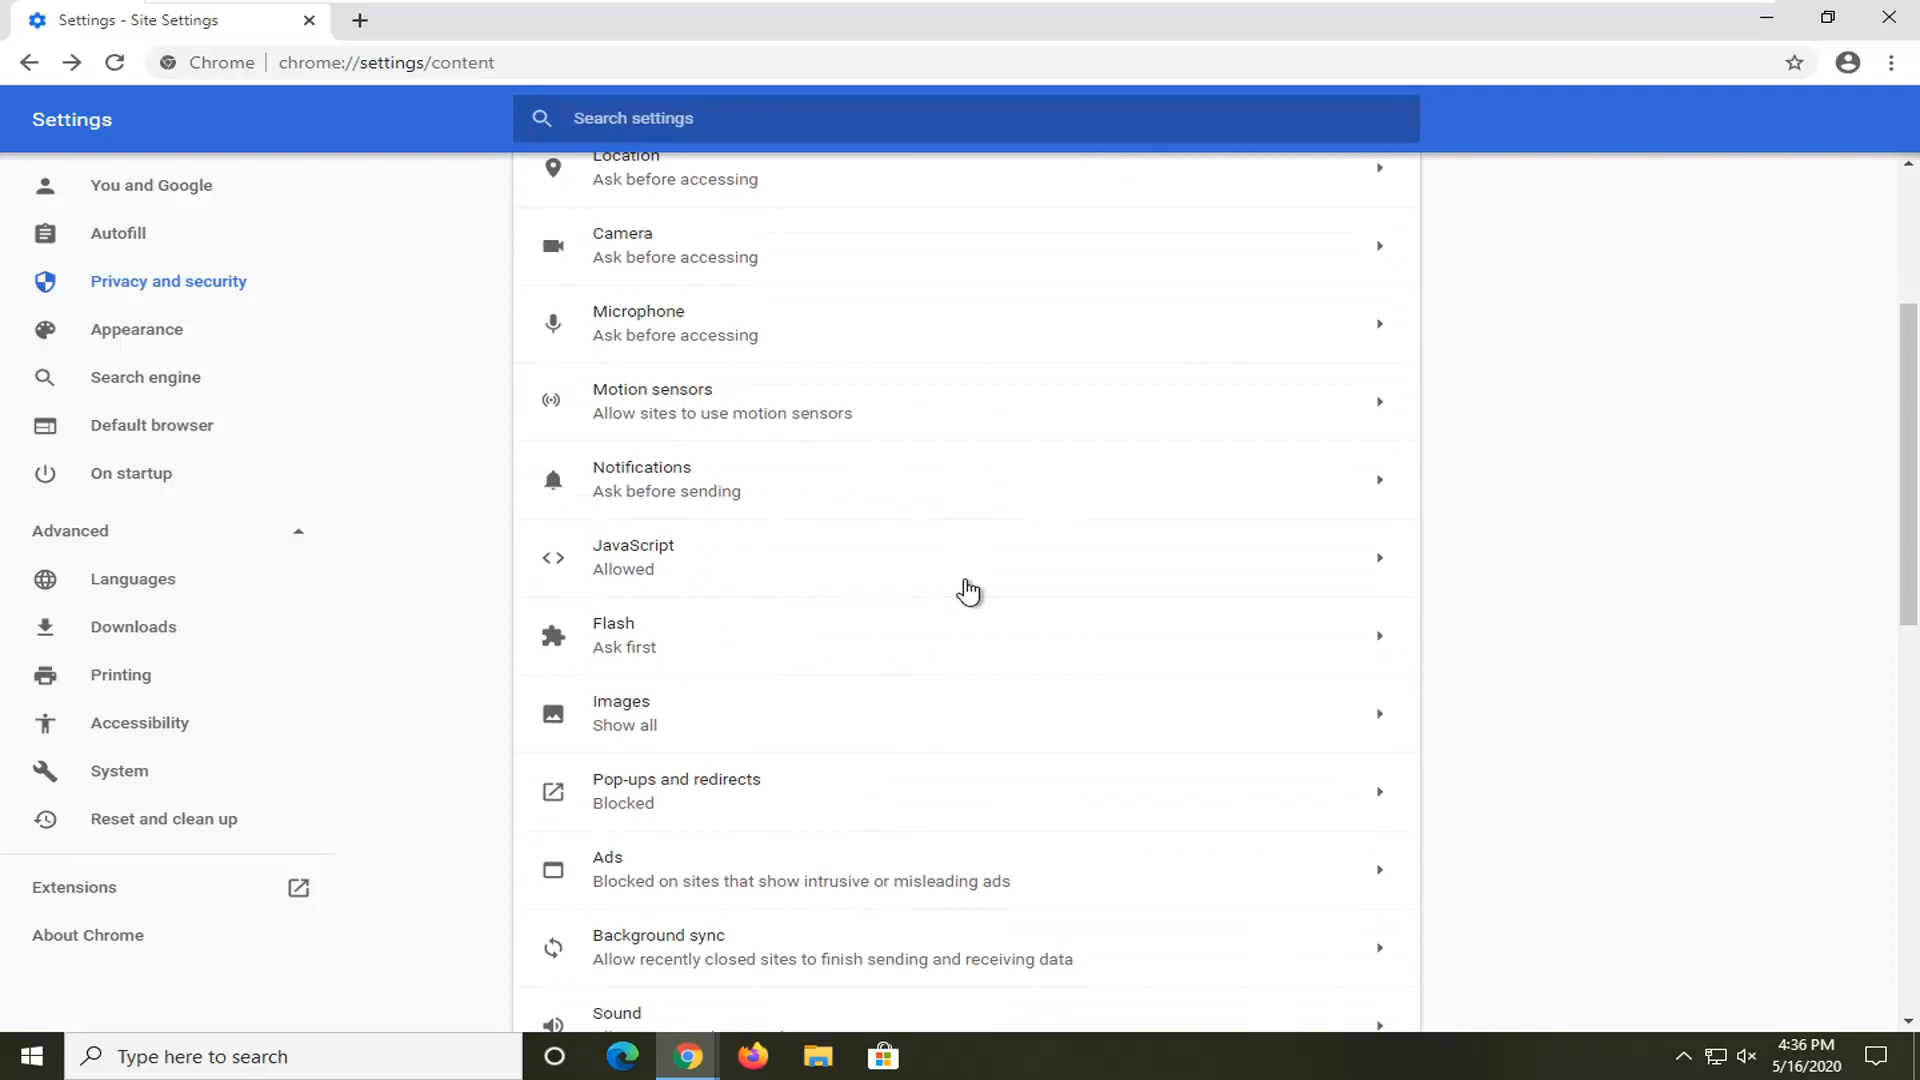 Settings - Site Settings
Chrome
chrome://settings/content
Settings
Search settings
You and Google
Autofill
Privacy and security
Appearance
Search engine
Default browser
On startup
Advanced
Languages
Downloads
Printing
Accessibility
System
Reset and clean up
Extensions
About Chrome
Location
Ask before accessing
Camera
Ask before accessing
Microphone
Ask before accessing
Motion sensors
Allow sites to use motion sensors
Notifications
Ask before sending
JavaScript
Allowed
Flash
Ask first
Images
Show all
Pop-ups and redirects
Blocked
Ads
Blocked on sites that show intrusive or misleading ads
Background sync
Allow recently closed sites to finish sending and receiving data
Sound
Type here to search
4:36 PM
5/16/2020